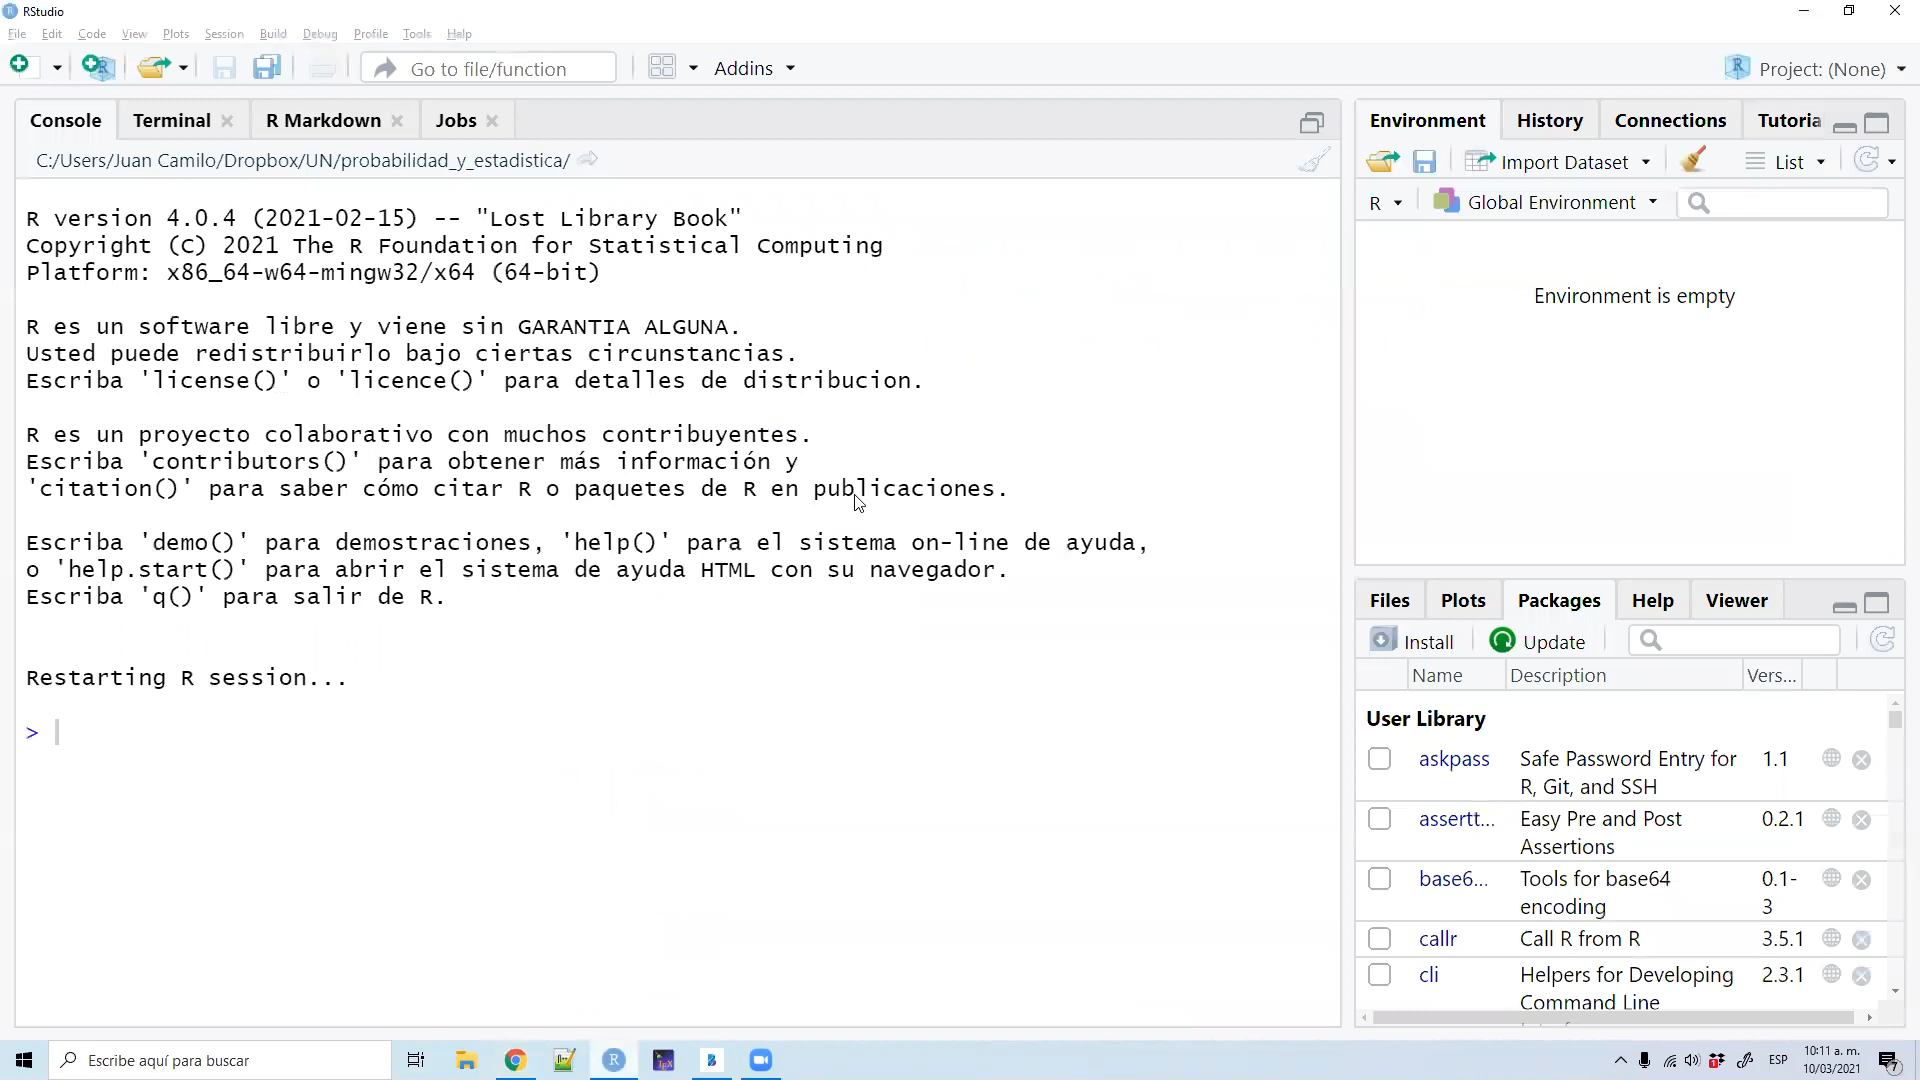 RStudio
File Edit Code View Plots Session Build Debug Profile Tools Help
Go to file/function Addins Project: (None)
Console Terminal R Markdown Jobs
C:/Users/Juan Camilo/Dropbox/UN/probabilidad_y_estadistica/
R version 4.0.4 (2021-02-15) -- "Lost Library Book"
Copyright (C) 2021 The R Foundation for Statistical Computing
Platform: x86_64-w64-mingw32/x64 (64-bit)
R es un software libre y viene sin GARANTIA ALGUNA.
Usted puede redistribuirlo bajo ciertas circunstancias.
Escriba 'license()' o 'licence()' para detalles de distribucion.
R es un proyecto colaborativo con muchos contribuyentes.
Escriba 'contributors()' para obtener más información y
'citation()' para saber cómo citar R o paquetes de R en publicaciones.
Escriba 'demo()' para demostraciones, 'help()' para el sistema on-line de ayuda,
o 'help.start()' para abrir el sistema de ayuda HTML con su navegador.
Escriba 'q()' para salir de R.
Restarting R session...
>
Environment History Connections Tutoria
Import Dataset List
R Global Environment
Environment is empty
Files Plots Packages Help Viewer
Install Update
Name Description Vers...
User Library
askpass Safe Password Entry for 1.1
R, Git, and SSH
assertt... Easy Pre and Post 0.2.1
Assertions
base6... Tools for base64 0.1-
encoding 3
callr Call R from R 3.5.1
cli Helpers for Developing 2.3.1
Command Line
Escribe aquí para buscar
ESP
10:11 a. m.
10/03/2021
7